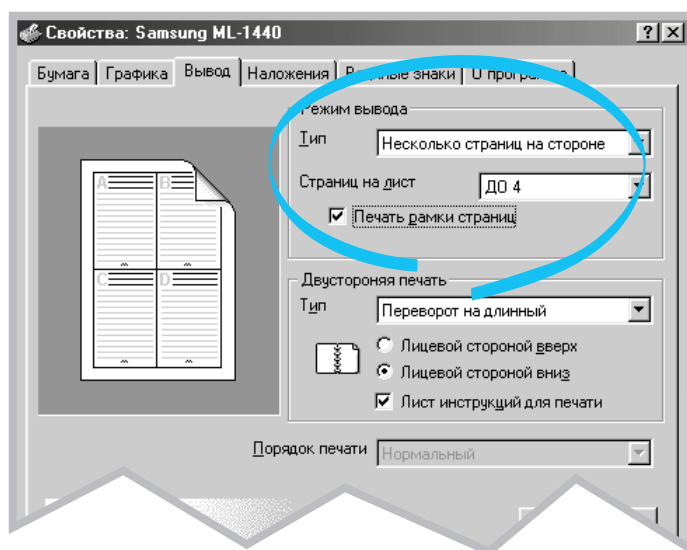 Свойства: Samsung ML-1440
Бумага Графика Вывод Наложения знаки О
Режим вывода
Тип Несколько страниц на стороне
Страниц на лист ДО 4
Печать рамки страниц
A B
C D
Двустороняя печать
Тип Переворот на длинный
Лицевой стороной вверх
Лицевой стороной вниз
Лист инструкций для печати
Порядок печати Нормальный